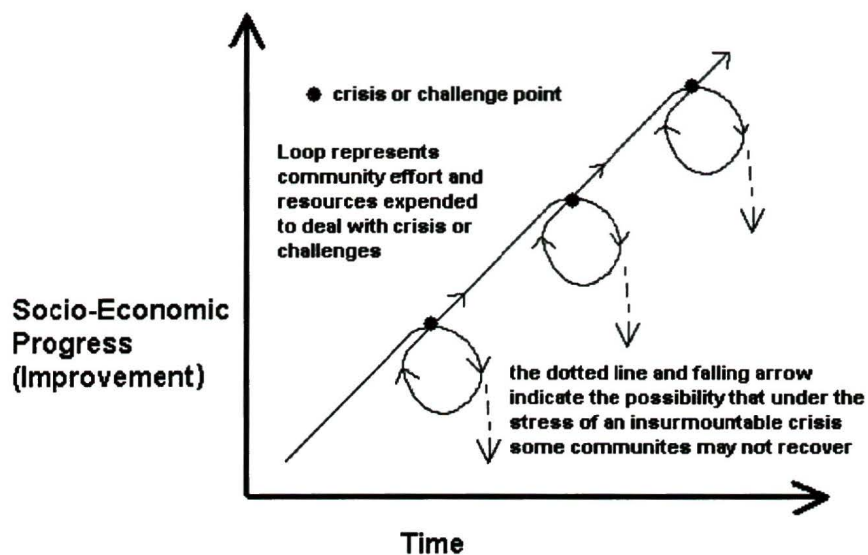 crisis or challenge point
Loop represents
community effort and
resources expended
to deal with crisis or
challenges
Socio-Economic
Progress
(Improvement)
the dotted line and falling arrow
indicate the possibility that under the
stress of an insurmountable crisis
some communites may not recover
Time